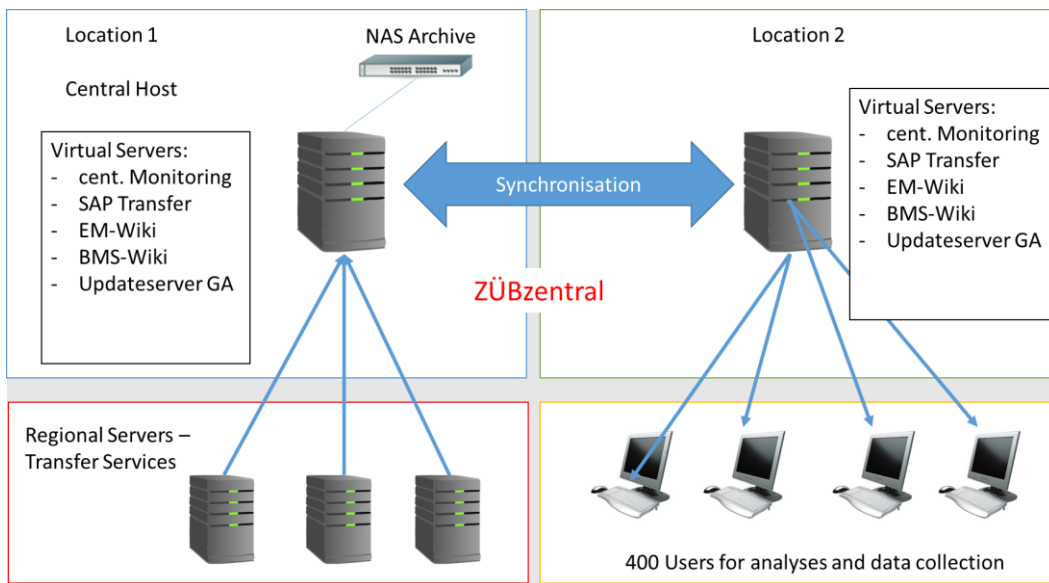 Location 1
NAS Archive
Central Host
Virtual Servers:
- cent. Monitoring
- SAP Transfer
- EM-Wiki
- BMS-Wiki
- Updateserver GA
Synchronisation
Location 2
Virtual Servers:
- cent. Monitoring
- SAP Transfer
- EM-Wiki
- BMS-Wiki
- Updateserver GA
ZÜBzentral
Regional Servers –
Transfer Services
400 Users for analyses and data collection